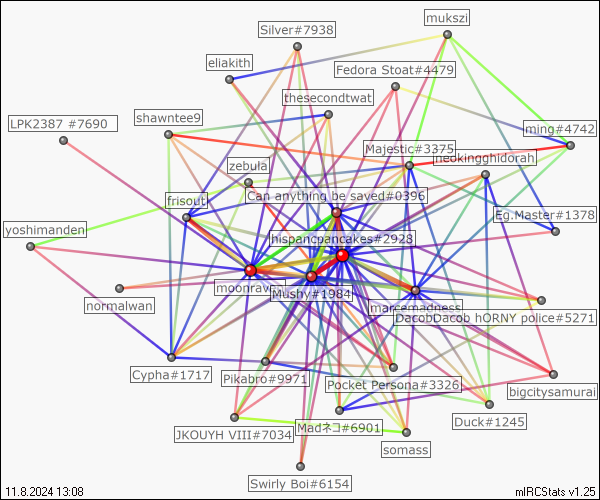 mukszi
Silver#7938
eliakith
Fedora Stoat#4479
thesecondtwat
shawntee9
LPK2387 #7690
ming#4742
Majestic#3375
neokingghidorah
zebula
Can anything be saved#0396
frisout
Eg.Master#1378
yoshimanden
hispancpancakes#2928
moonraw
Mushy#1984
normalwan
marcemadness
DacobDacob hORNY police#5271
Cypha#1717
Pikabro#9971
Pocket Persona#3326
bigcitysamurai
Duck#1245
Madネコ#6901
JKOUYH VIII#7034
somass
Swirly Boi#6154
11.8.2024 13:08
mIRCStats v1.25